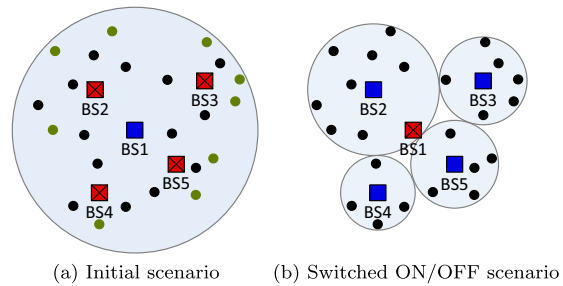 BS2
BS3
BS1
BS5
BS4
BS2
BS3
BS1
BS5
BS4
(a) Initial scenario
(b) Switched ON/OFF scenario